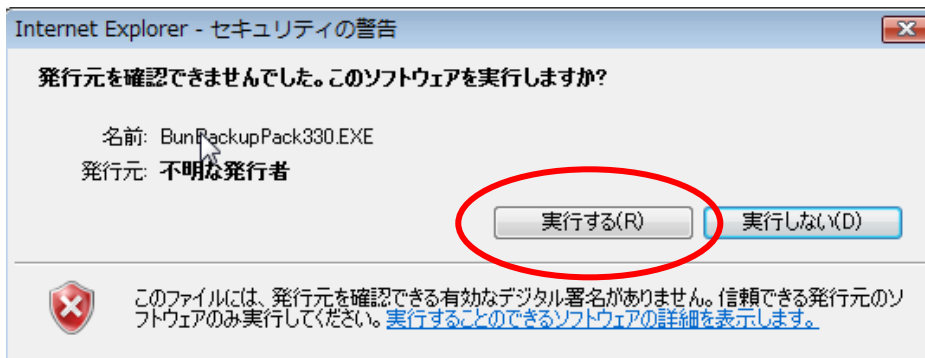 Internet Explorer - セキュリティの警告
発行元を確認できませんでした。このソフトウェアを実行しますか?
名前: BunBackupPack330.EXE
発行元: 不明な発行者
実行する(R) 実行しない(D)
このファイルには、発行元を確認できる有効なデジタル署名がありません。信頼できる発行元のソ
フトウェアのみ実行してください。実行することのできるソフトウェアの詳細を表示します。